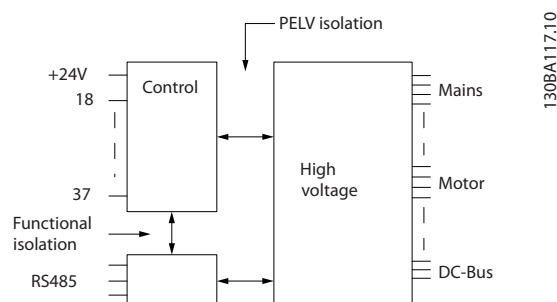 PELV isolation
130BA117.10
+24V
18
Control
Mains
37
High
voltage
Motor
Functional
isolation
RS485
DC-Bus